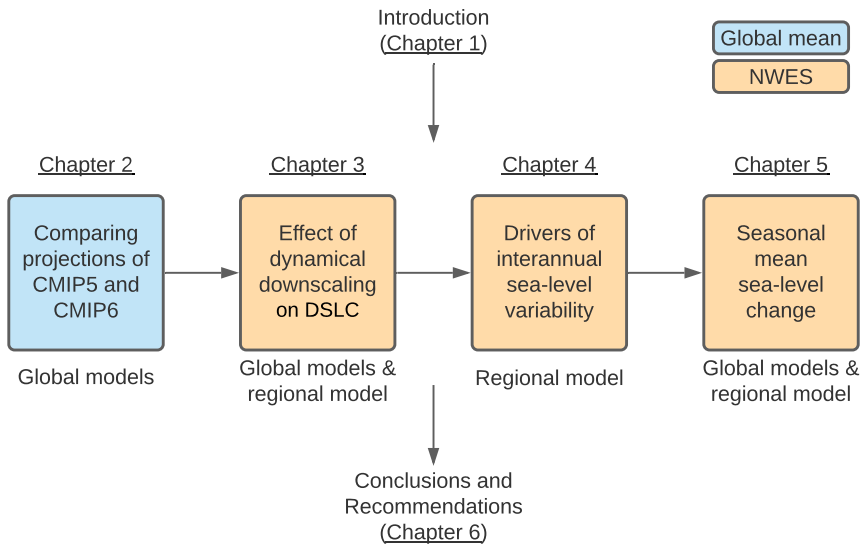 Introduction
(Chapter 1)
Global mean
NWES
Chapter 2
Chapter 3
Chapter 4
Chapter 5
Comparing
projections of
CMIP5 and
CMIP6
Effect of
dynamical
downscaling
on DSLC
Drivers of
interannual
sea-level
variability
Seasonal
mean
sea-level
change
Global models
Global models &
regional model
Regional model
Global models &
regional model
Conclusions and
Recommendations
(Chapter 6)